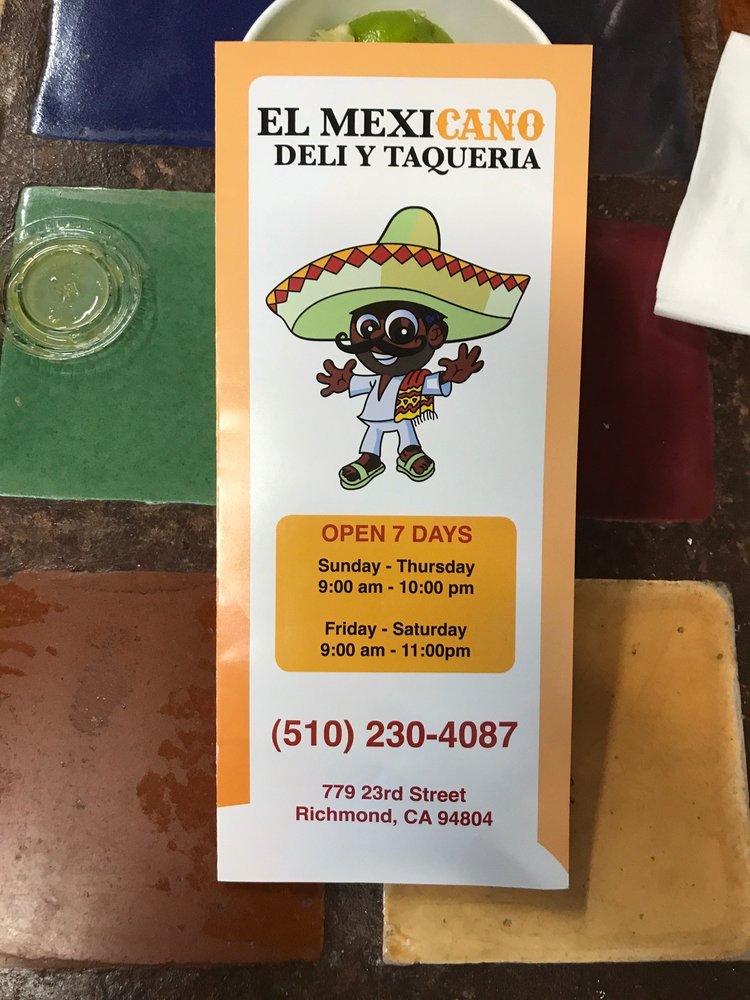 EL MEXICANO
DELI Y TAQUERIA
OPEN 7 DAYS
Sunday - Thursday
9:00 am - 10:00 pm
Friday - Saturday
9:00 am - 11:00pm
(510) 230-4087
779 23rd Street
Richmond, CA 94804